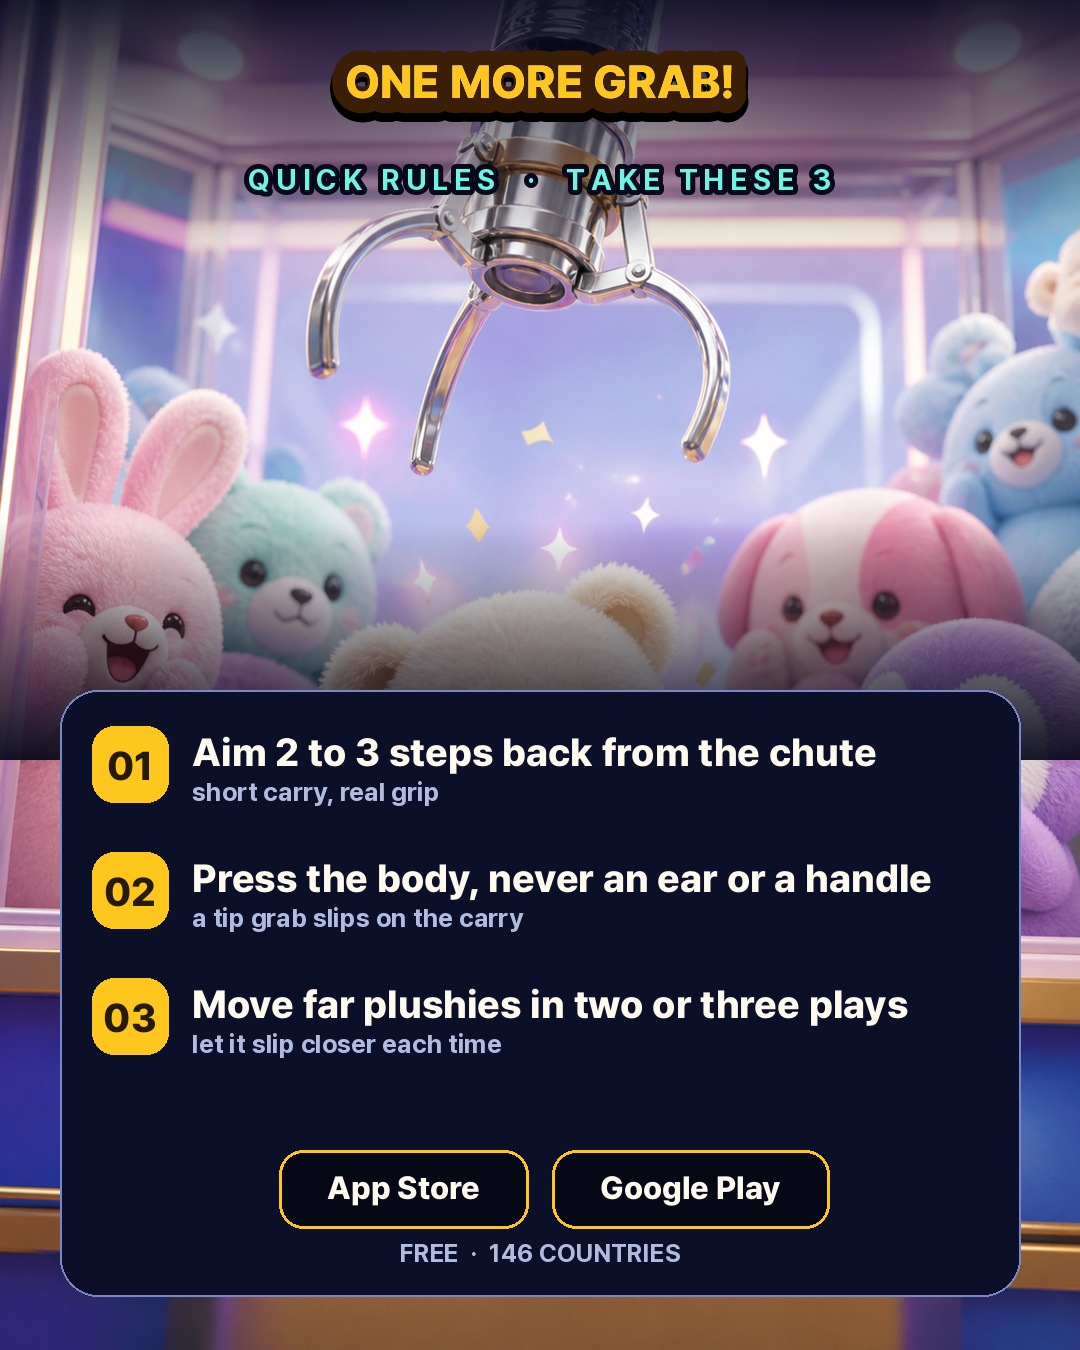 ONE MORE GRAB!
QUICK RULES • TAKE THESE 3
01
Aim 2 to 3 steps back from the chute
short carry, real grip
02
Press the body, never an ear or a handle
a tip grab slips on the carry
03
Move far plushies in two or three plays
let it slip closer each time
App Store
Google Play
FREE · 146 COUNTRIES